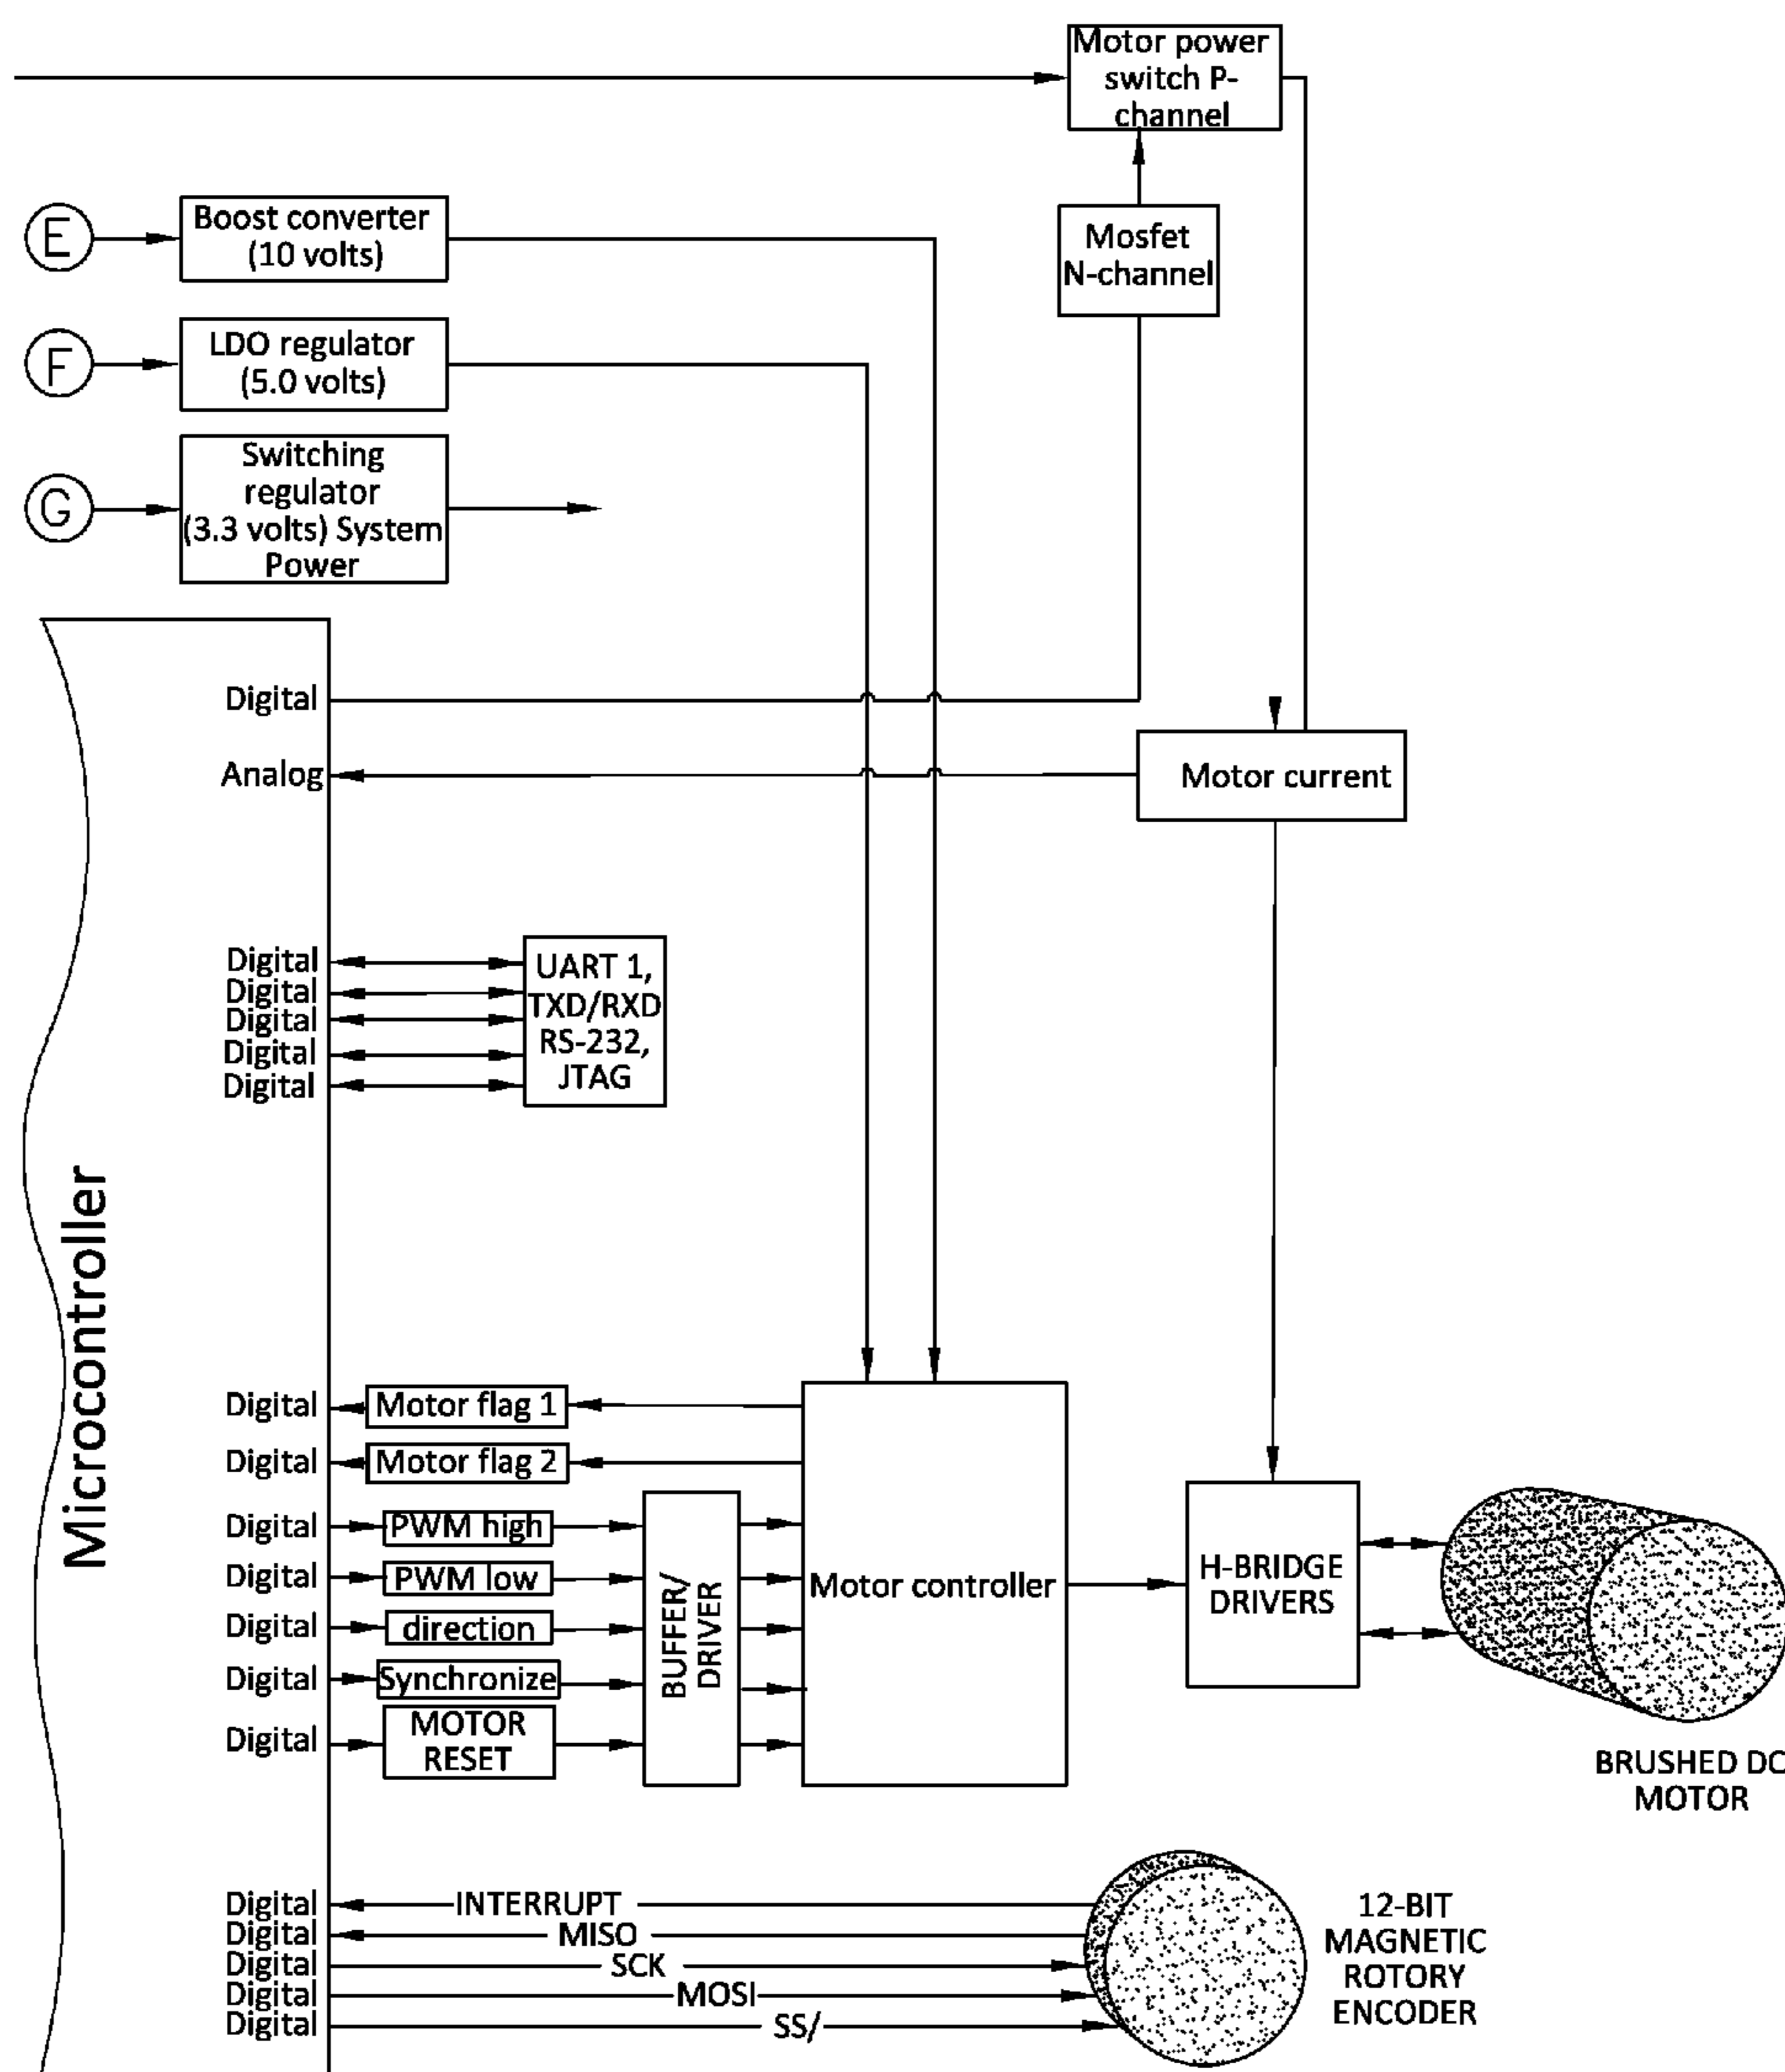 Motor power
switch P-
channel
E
Boost converter
(10 volts)
Mosfet
N-channel
F
LDO regulator
(5.0 volts)
G
Switching
regulator
(3.3 volts) System
Power
Digital
Analog
Motor current
Digital
Digital
Digital
Digital
Digital
UART 1,
TXD/RXD
RS-232,
JTAG
Microcontroller
Digital
Motor flag 1
Digital
Motor flag 2
Digital
PWM high
Digital
PWM low
Digital
direction
Digital
Synchronize
Digital
MOTOR
RESET
BUFFER/
DRIVER
Motor controller
H-BRIDGE
DRIVERS
BRUSHED DC
MOTOR
Digital
INTERRUPT
Digital
MISO
Digital
SCK
Digital
MOSI
Digital
SS/
12-BIT
MAGNETIC
ROTORY
ENCODER